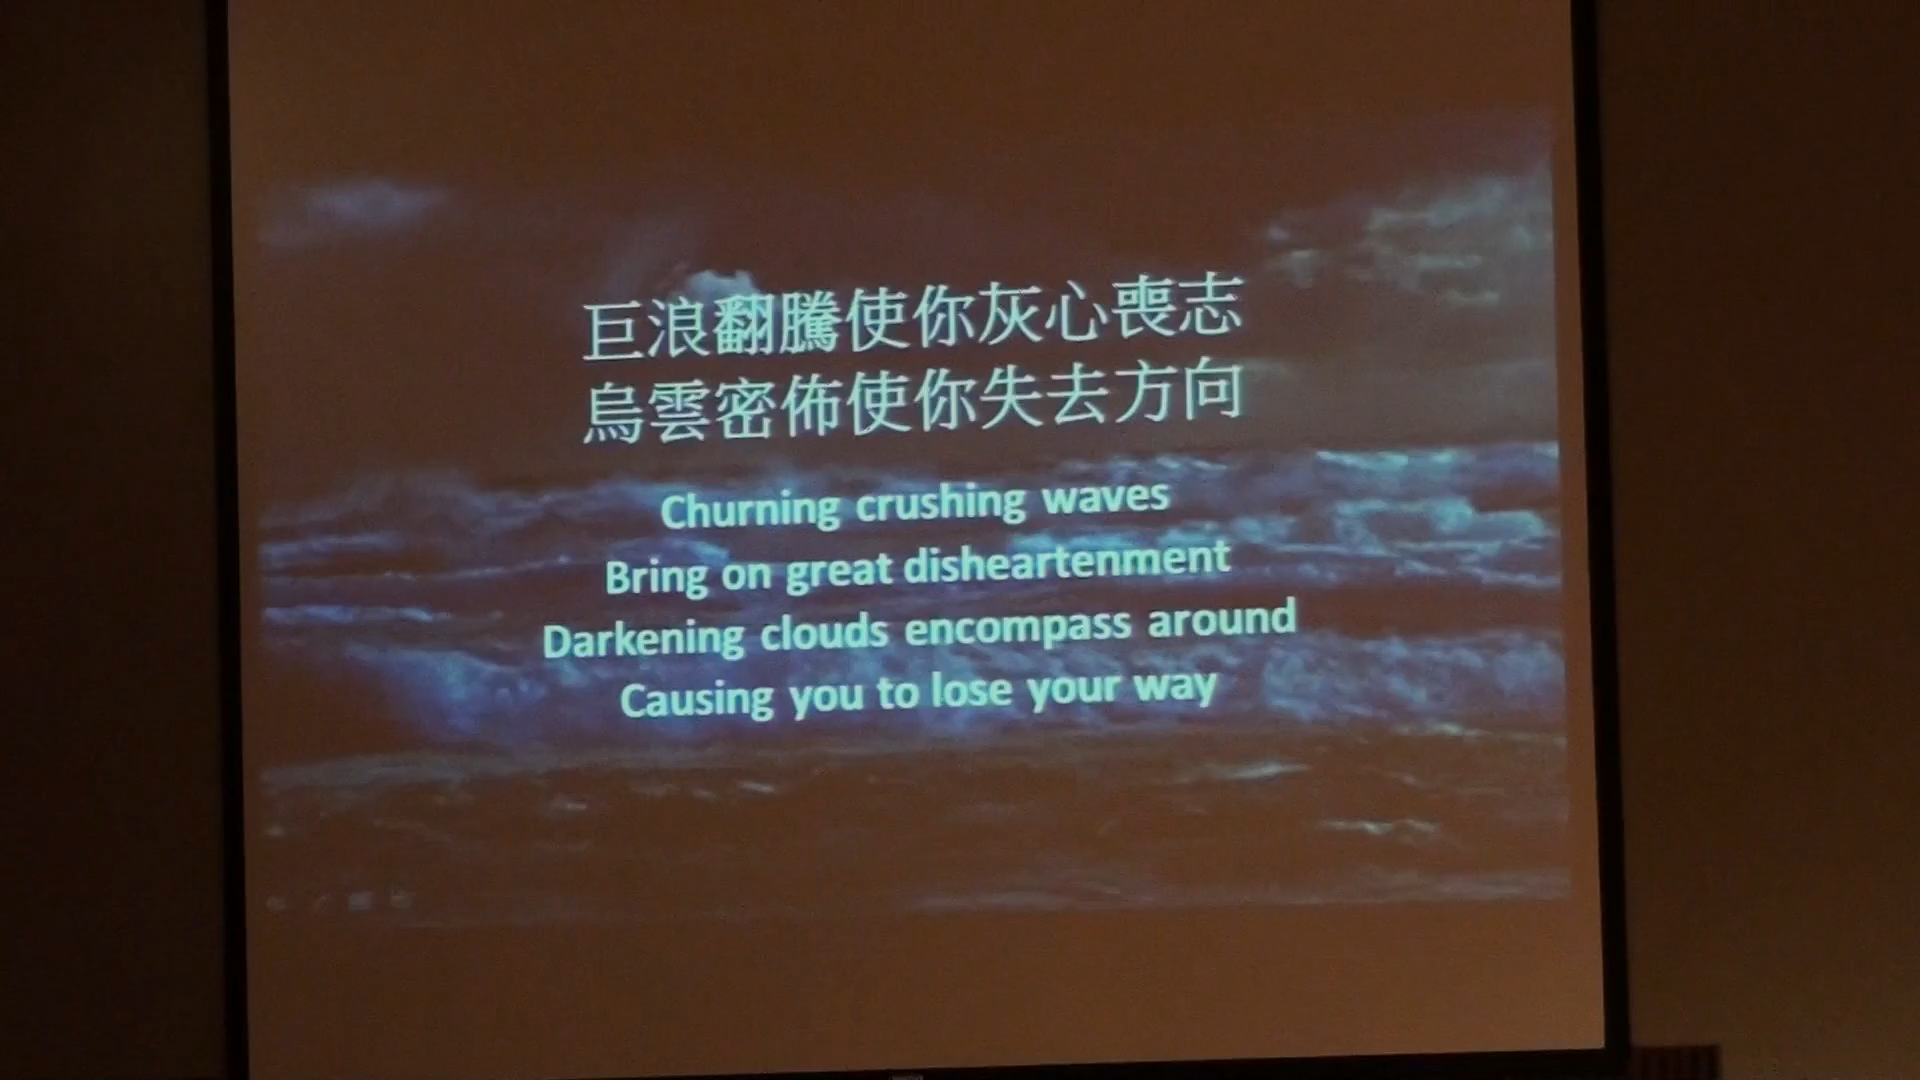 巨浪翻騰使你灰心喪志
烏雲密佈使你失去方向
Churning crushing waves
Bring on great disheartenment
Darkening clouds encompass around
Causing you to lose your way